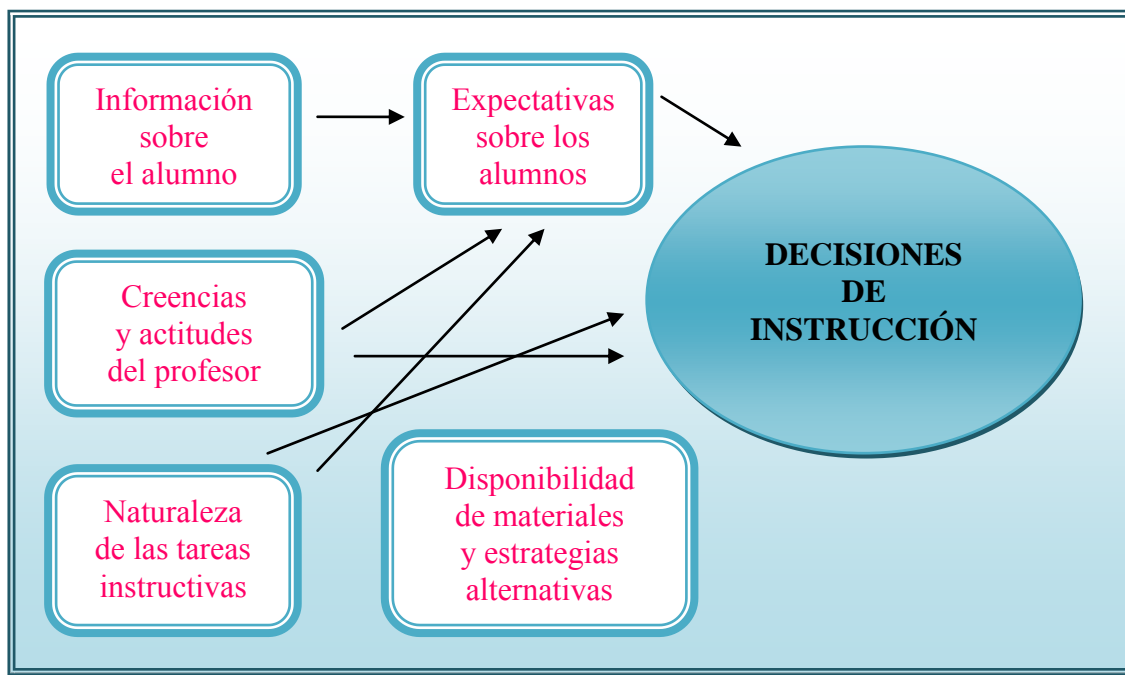 Información
sobre
el alumno
Expectativas
sobre los
alumnos
DECISIONES
DE
INSTRUCCIÓN
Creencias
y actitudes
del profesor
Naturaleza
de las tareas
instructivas
Disponibilidad
de materiales
y estrategias
alternativas